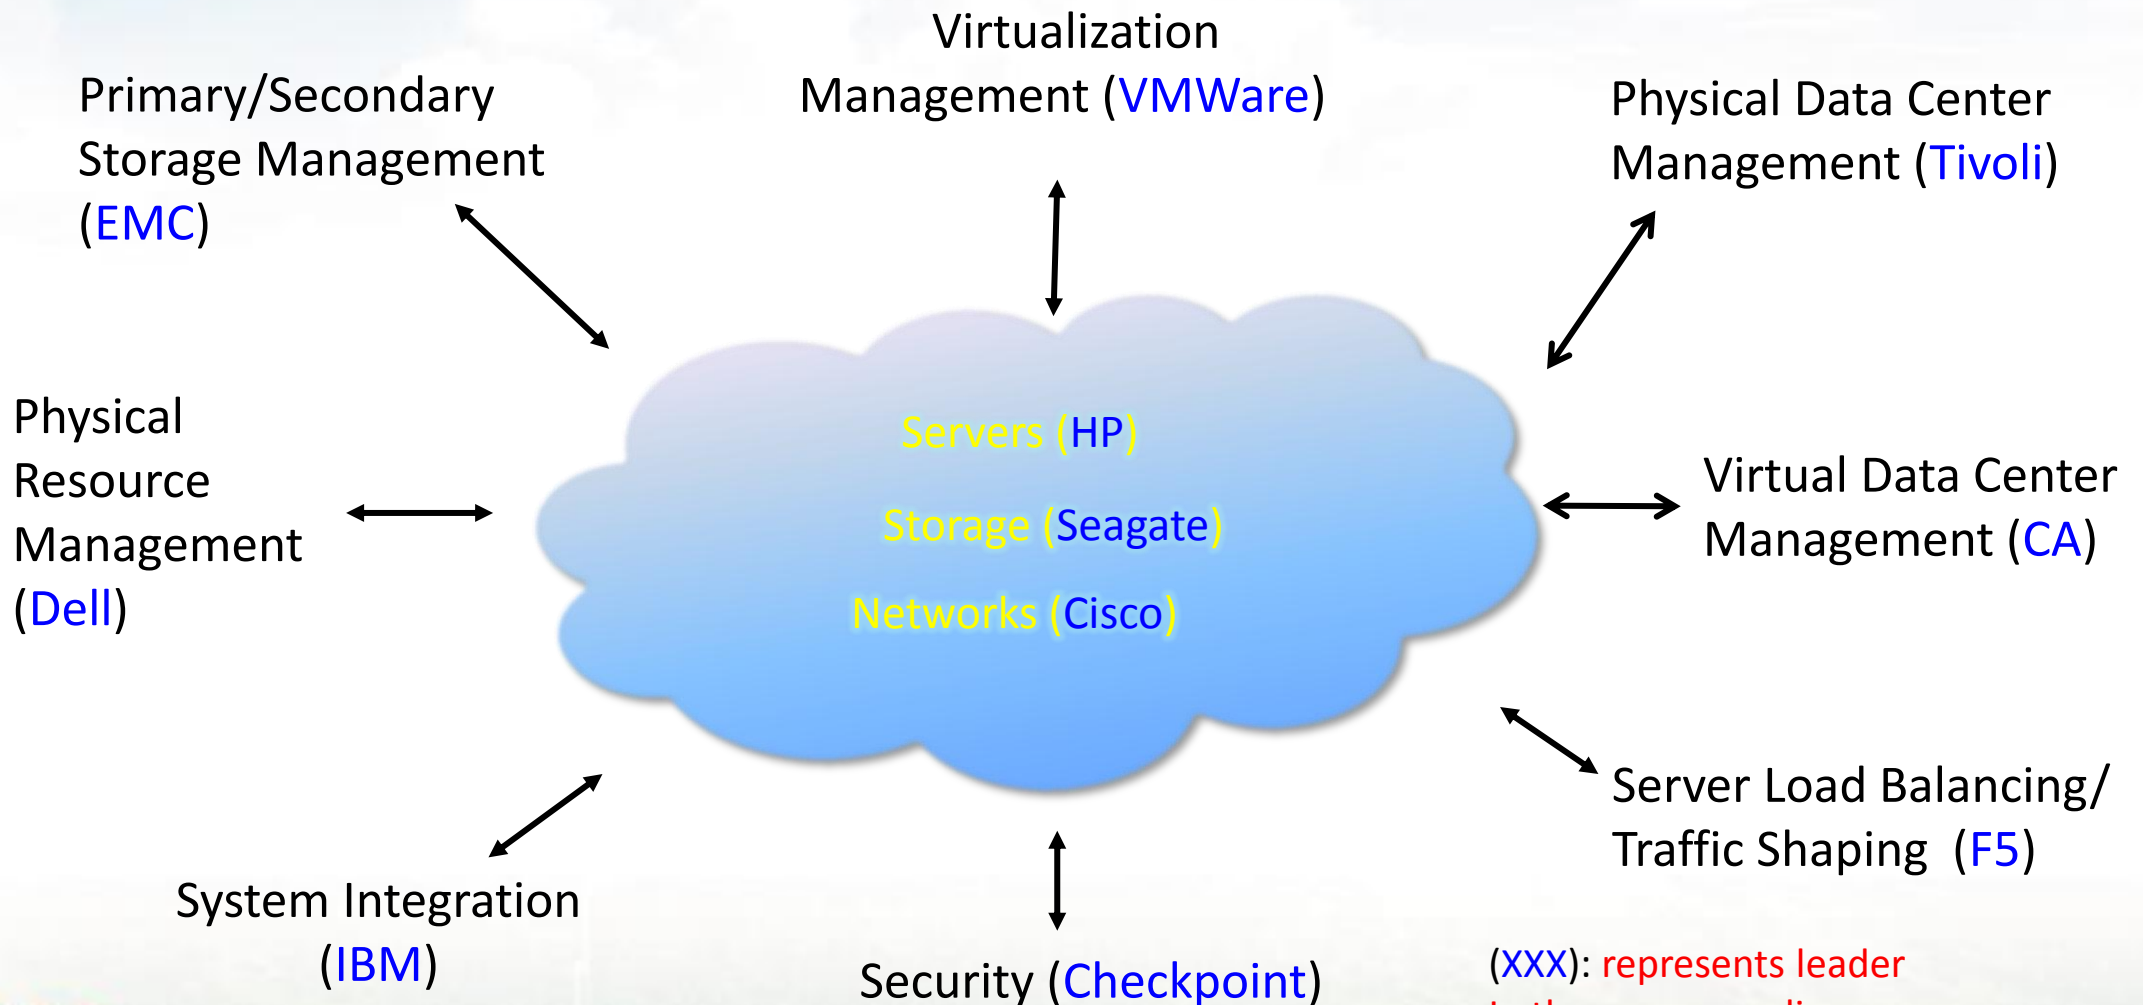 Virtualization
Management (VMWare)
Primary/Secondary
Storage Management
(EMC)
Physical Data Center
Management (Tivoli)
Physical
Resource
Management
(Dell)
Servers (HP)
Storage (Seagate)
Networks (Cisco)
Virtual Data Center
Management (CA)
Server Load Balancing/
Traffic Shaping (F5)
System Integration
(IBM)
Security (Checkpoint)
(XXX): represents leader